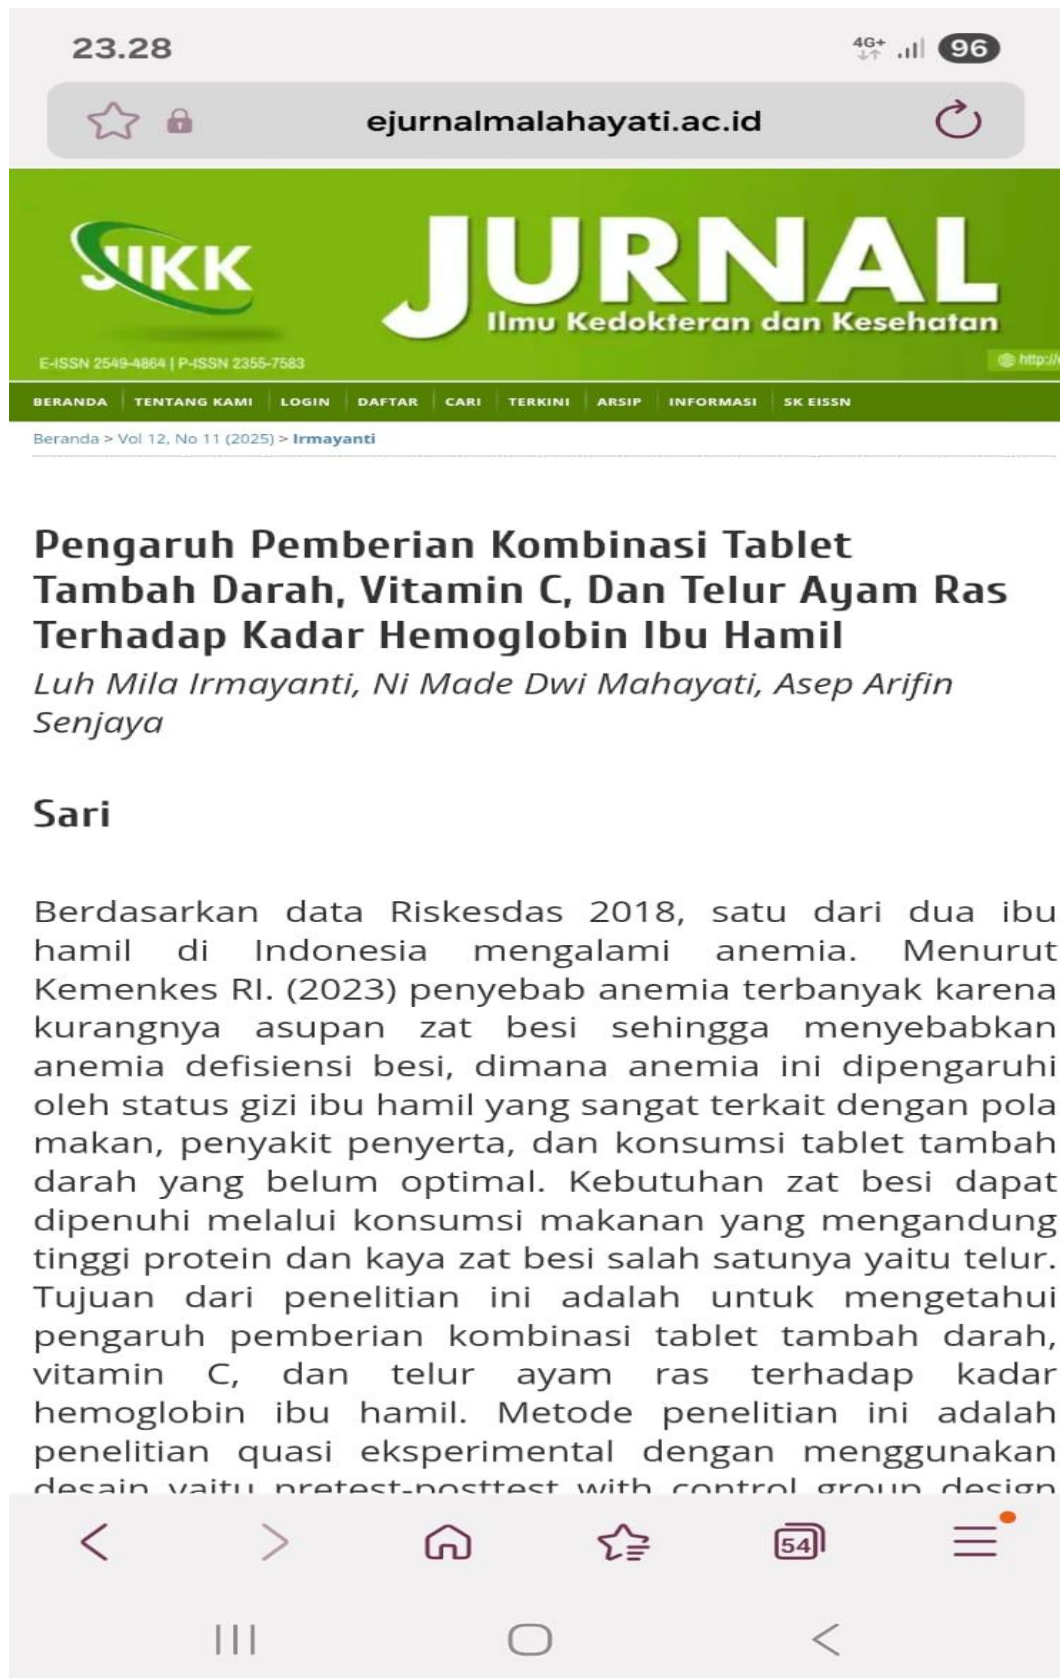 23.28
4G+
96
ejurnalmalahayati.ac.id
JIKK
JURNAL
Ilmu Kedokteran dan Kesehatan
E-ISSN 2549-4864 | P-ISSN 2355-7583
http://
BERANDA TENTANG KAMI LOGIN DAFTAR CARI TERKINI ARSIP INFORMASI SK EISSN
Beranda > Vol 12, No 11 (2025) > Irmayanti
Pengaruh Pemberian Kombinasi Tablet
Tambah Darah, Vitamin C, Dan Telur Ayam Ras
Terhadap Kadar Hemoglobin Ibu Hamil
Luh Mila Irmayanti, Ni Made Dwi Mahayati, Asep Arifin
Senjaya
Sari
Berdasarkan data Riskesdas 2018, satu dari dua ibu
hamil di Indonesia mengalami anemia. Menurut
Kemenkes RI. (2023) penyebab anemia terbanyak karena
kurangnya asupan zat besi sehingga menyebabkan
anemia defisiensi besi, dimana anemia ini dipengaruhi
oleh status gizi ibu hamil yang sangat terkait dengan pola
makan, penyakit penyerta, dan konsumsi tablet tambah
darah yang belum optimal. Kebutuhan zat besi dapat
dipenuhi melalui konsumsi makanan yang mengandung
tinggi protein dan kaya zat besi salah satunya yaitu telur.
Tujuan dari penelitian ini adalah untuk mengetahui
pengaruh pemberian kombinasi tablet tambah darah,
vitamin C, dan telur ayam ras terhadap kadar
hemoglobin ibu hamil. Metode penelitian ini adalah
penelitian quasi eksperimental dengan menggunakan
desain yaitu pretest-posttest with control group design
54